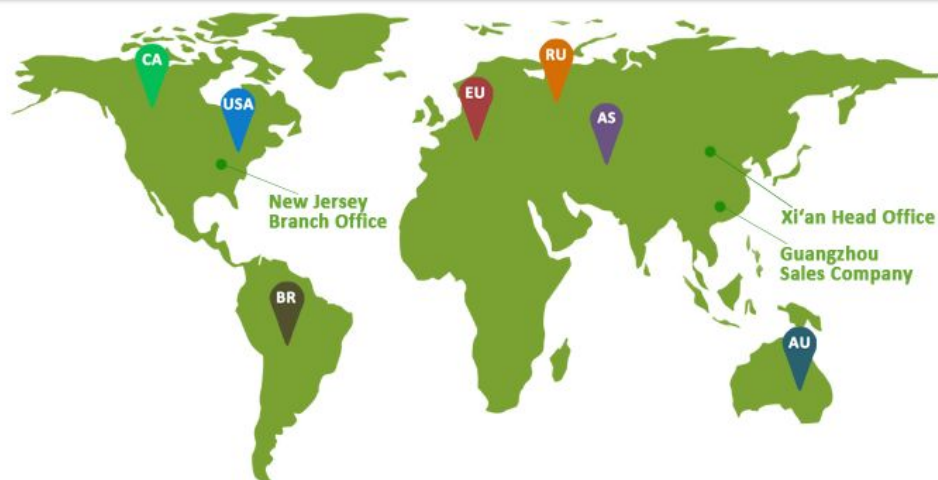 CA
RU
EU
USA
AS
New Jersey
Branch Office
Xi‘an Head Office
Guangzhou
Sales Company
BR
AU